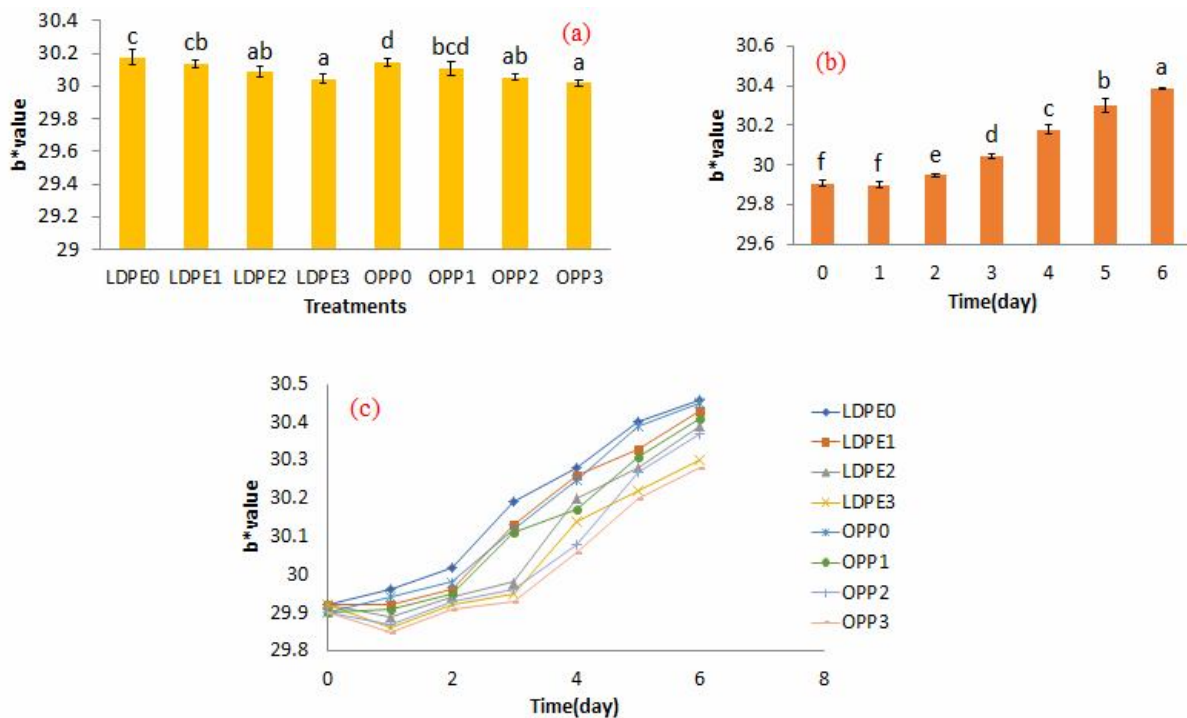 (a)
b*value
30.4
30.2
30
29.8
29.6
29.4
29.2
29
c cb ab a d bcd ab a
LDPE0 LDPE1 LDPE2 LDPE3 OPP0 OPP1 OPP2 OPP3
Treatments
(b)
b*value
30.6
30.4
30.2
30
29.8
29.6
f f e d c b a
0 1 2 3 4 5 6
Time(day)
(c)
b*value
30.5
30.4
30.3
30.2
30.1
30
29.9
29.8
0 2 4 6 8
Time(day)
LDPE0
LDPE1
LDPE2
LDPE3
OPP0
OPP1
OPP2
OPP3